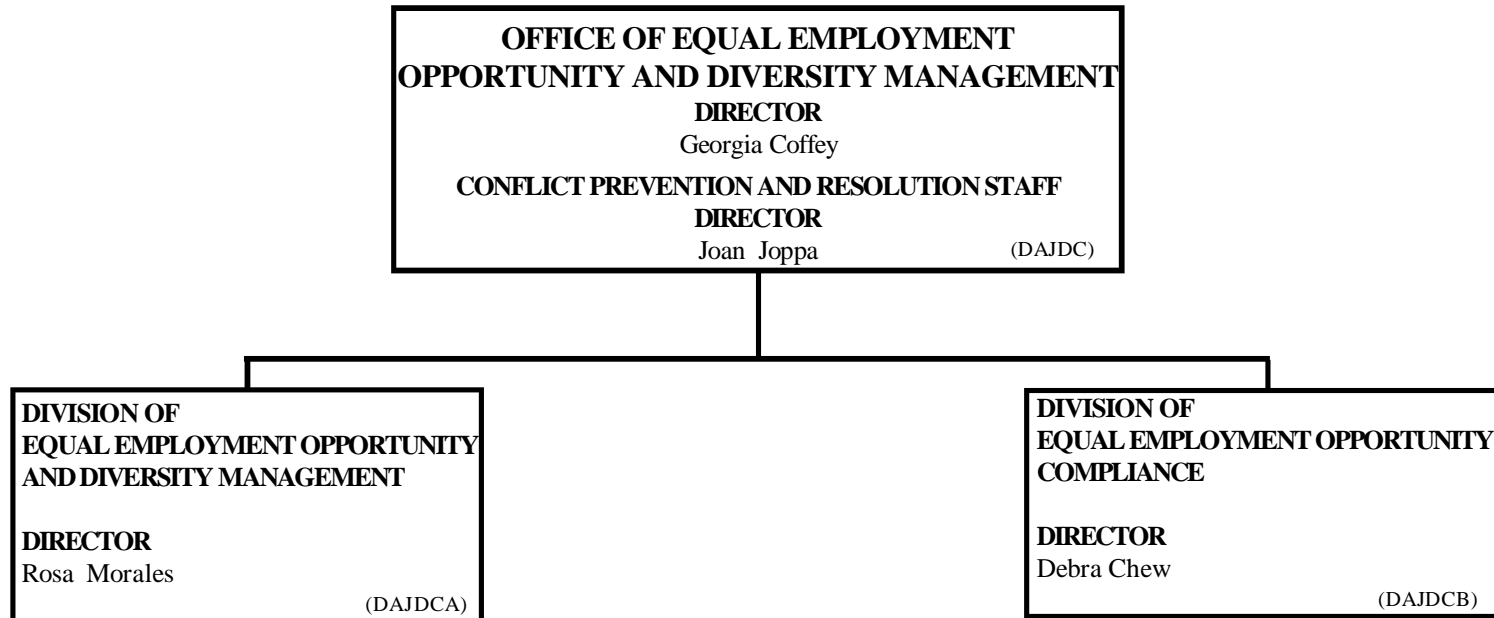 OFFICE OF EQUAL EMPLOYMENT
OPPORTUNITY AND DIVERSITY MANAGEMENT
DIRECTOR
Georgia Coffey
CONFLICT PREVENTION AND RESOLUTION STAFF
DIRECTOR
Joan Joppa (DAJDC)
DIVISION OF
EQUAL EMPLOYMENT OPPORTUNITY
AND DIVERSITY MANAGEMENT
DIRECTOR
Rosa Morales
(DAJDCA)
DIVISION OF
EQUAL EMPLOYMENT OPPORTUNITY
COMPLIANCE
DIRECTOR
Debra Chew
(DAJDCB)